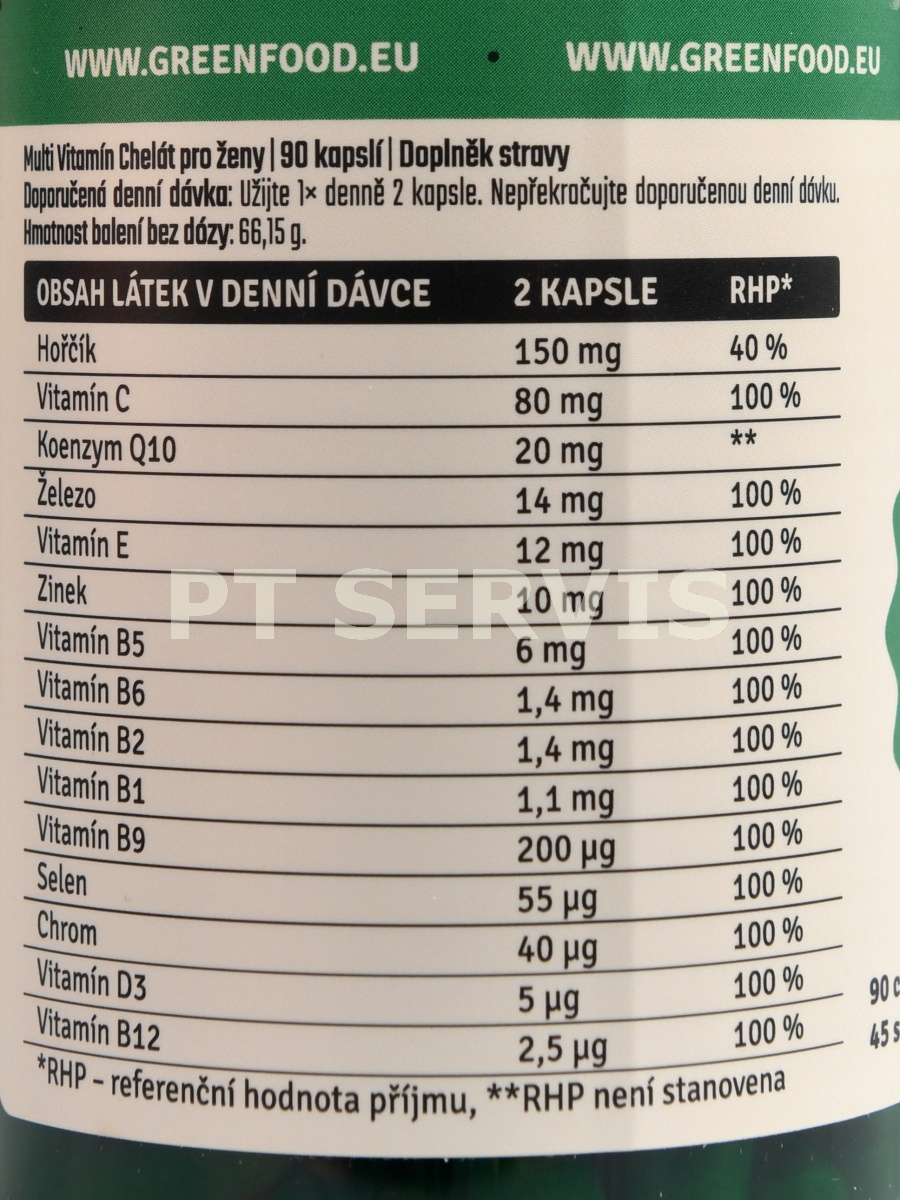 WWW.GREENFOOD.EU • WWW.GREENFOOD.EU
Multi Vitamín Chelát pro ženy | 90 kapslí | Doplněk stravy
Doporučená denní dávka: Užijte 1× denně 2 kapsle. Nepřekračujte doporučenou denní dávku.
Hmotnost balení bez dózy: 66,15 g.
OBSAH LÁTEK V DENNÍ DÁVCE 2 KAPSLE RHP*
Hořčík 150 mg 40 %
Vitamín C 80 mg 100 %
Koenzym Q10 20 mg **
Železo 14 mg 100 %
Vitamín E 12 mg 100 %
Zinek 10 mg 100 %
PT SERVIS
Vitamín B5 6 mg 100 %
Vitamín B6 1,4 mg 100 %
Vitamín B2 1,4 mg 100 %
Vitamín B1 1,1 mg 100 %
Vitamín B9 200 µg 100 %
Selen 55 µg 100 %
Chrom 40 µg 100 %
Vitamín D3 5 µg 100 %
Vitamín B12 2,5 µg 100 %
*RHP – referenční hodnota příjmu, **RHP není stanovena
90
45